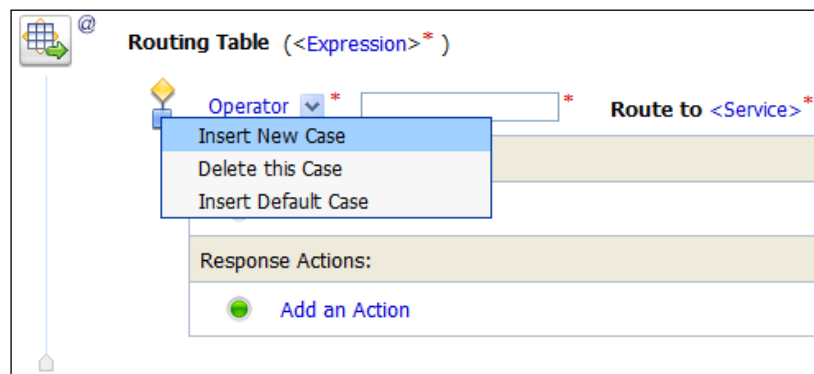 @
Routing Table (<Expression>* )
Operator * * Route to <Service>*
Insert New Case
Delete this Case
Insert Default Case
Response Actions:
Add an Action